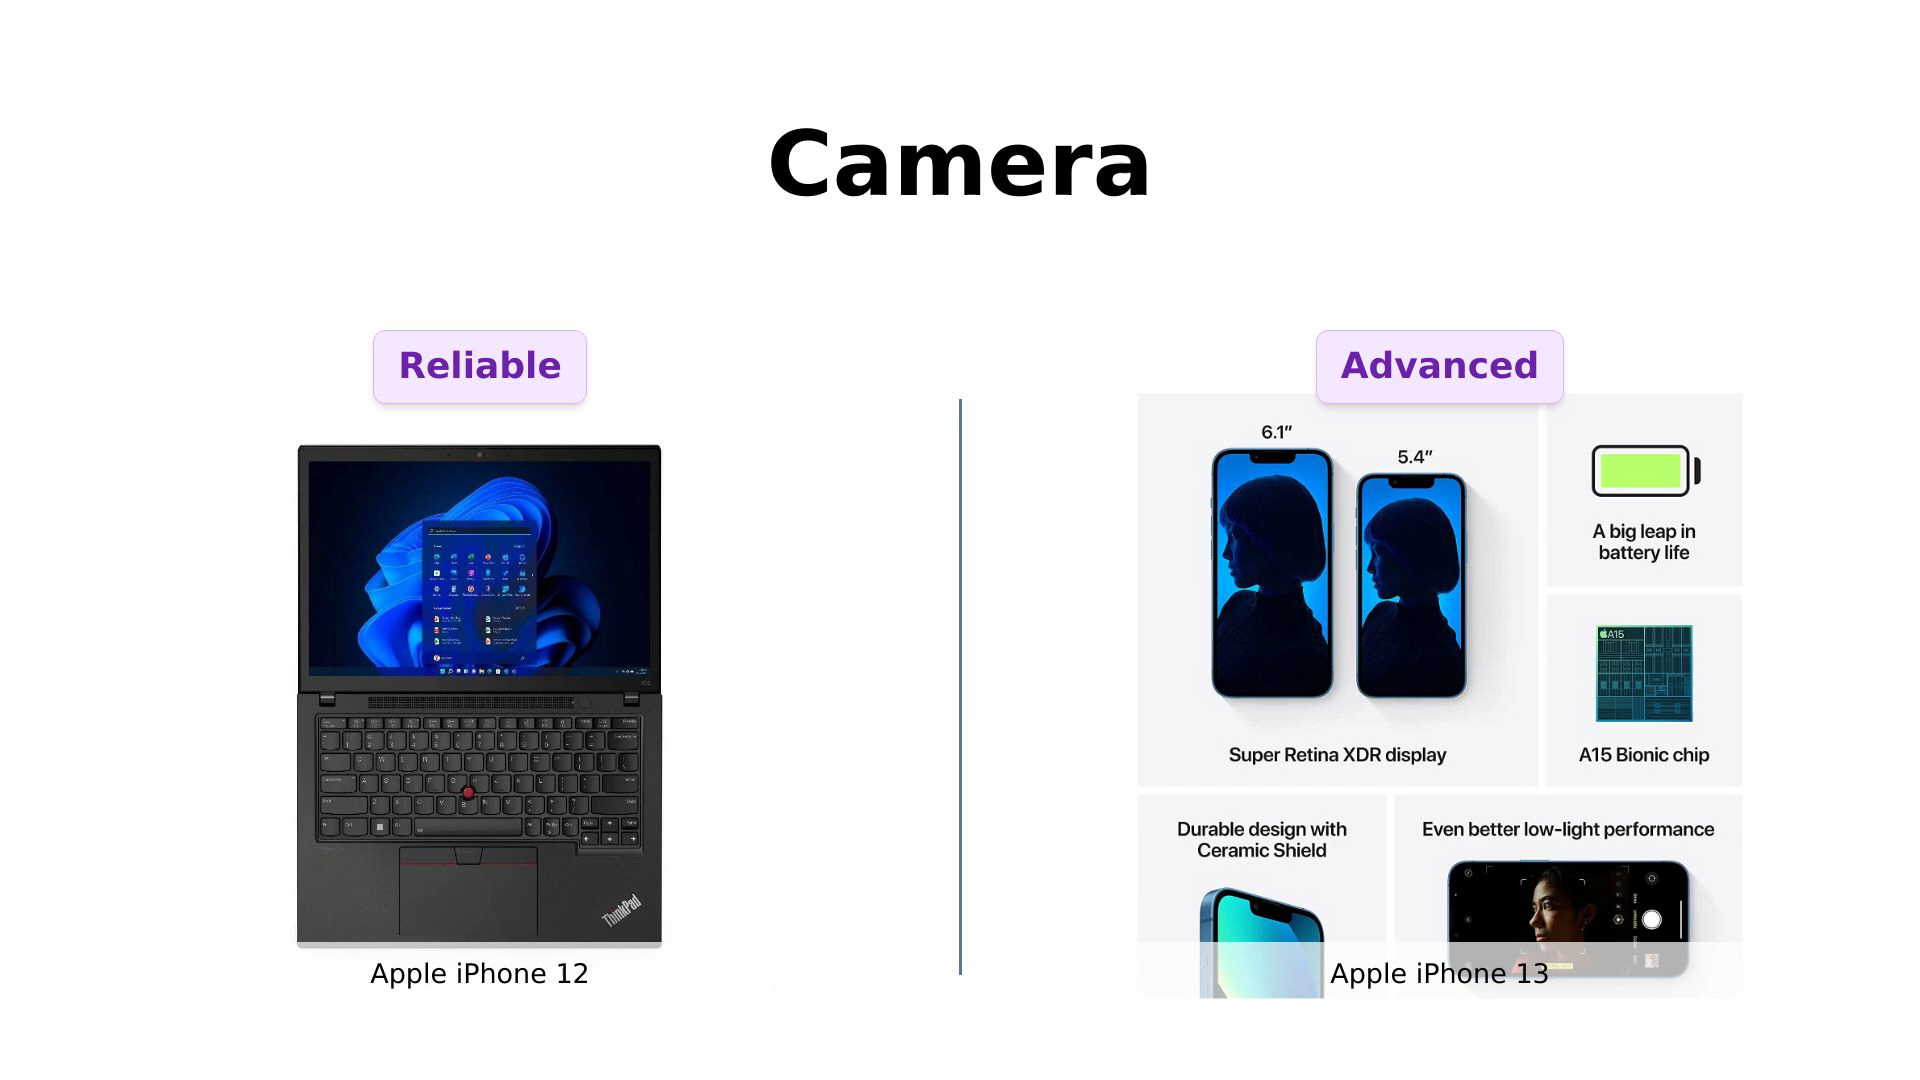 Camera
Reliable
Advanced
ThinkPad
Apple iPhone 12
6.1”
5.4”
Super Retina XDR display
A big leap in
battery life
A15
A15 Bionic chip
Durable design with
Ceramic Shield
Even better low-light performance
Apple iPhone 13